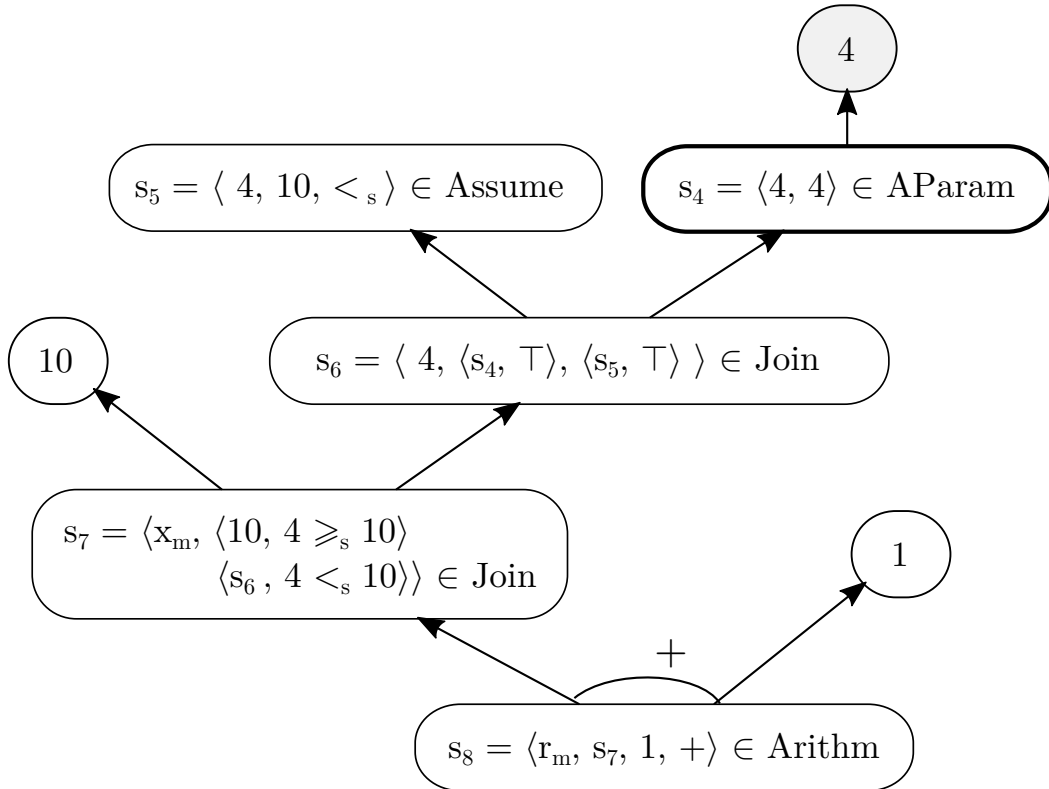 4
s₅ = ⟨ 4, 10, < ₛ ⟩ ∈ Assume
s₄ = ⟨4, 4⟩ ∈ AParam
10
s₆ = ⟨ 4, ⟨s₄, ⊤⟩, ⟨s₅, ⊤⟩ ⟩ ∈ Join
s₇ = ⟨xₘ, ⟨10, 4 ⩾ₛ 10⟩
⟨s₆ , 4 <ₛ 10⟩⟩ ∈ Join
1
+
s₈ = ⟨rₘ, s₇, 1, +⟩ ∈ Arithm